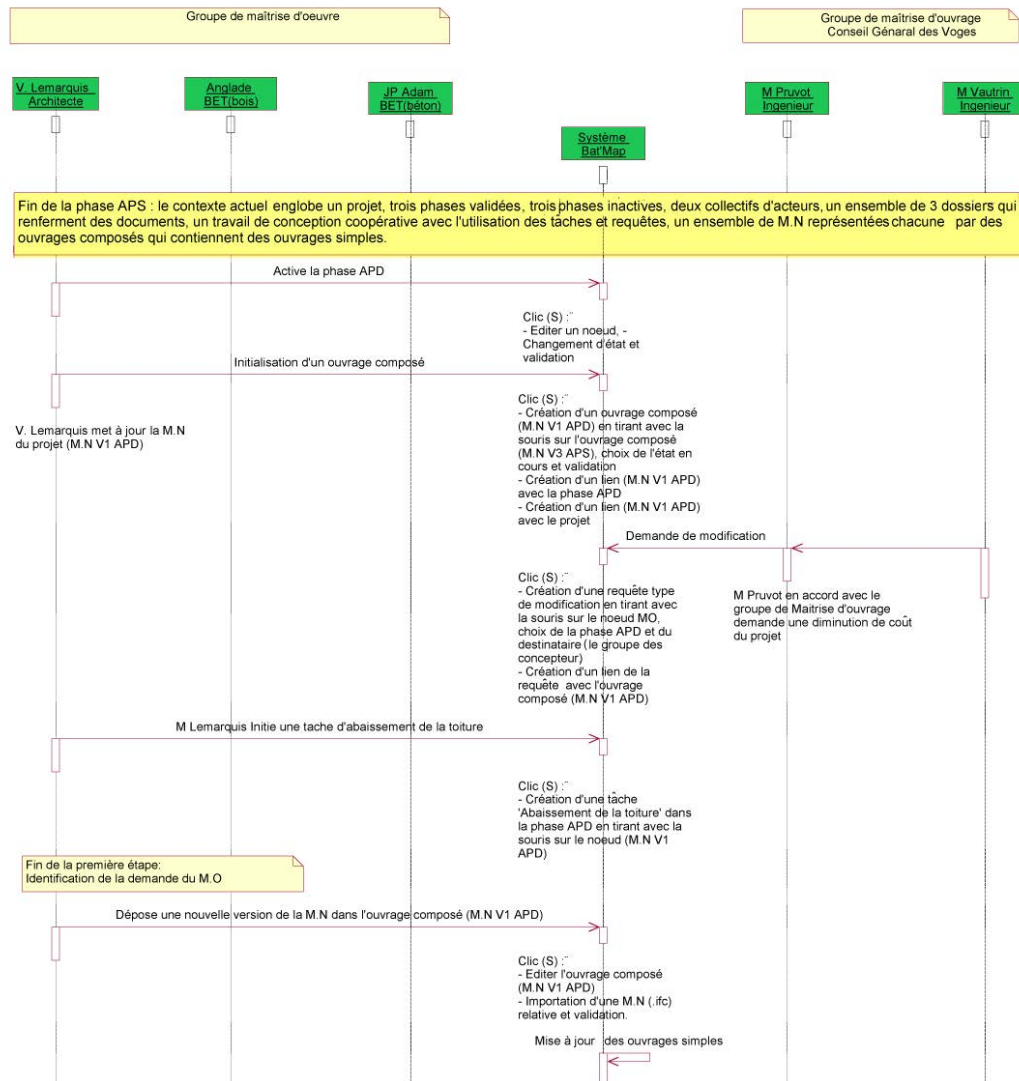 Groupe de maîtrise d'oeuvre
Groupe de maîtrise d'ouvrage
Conseil Génaral des Voges
V. Lemarquis
Architecte
Anglade
BET(bois)
JP Adam
BET(béton)
Système
Bat'Map
M Pruvot
Ingenieur
M Vautrin
Ingenieur
Fin de la phase APS : le contexte actuel englobe un projet, trois phases validées, trois phases inactives, deux collectifs d'acteurs, un ensemble de 3 dossiers qui
renferment des documents, un travail de conception coopérative avec l'utilisation des tâches et requêtes, un ensemble de M.N représentées chacune par des
ouvrages composés qui contiennent des ouvrages simples.
Active la phase APD
Clic (S) :¨
- Editer un noeud, -
Changement d'état et
validation
Initialisation d'un ouvrage composé
V. Lemarquis met à jour la M.N
du projet (M.N V1 APD)
Clic (S) :¨
- Création d'un ouvrage composé
(M.N V1 APD) en tirant avec la
souris sur l'ouvrage composé
(M.N V3 APS), choix de l'état en
cours et validation
- Création d'un lien (M.N V1 APD)
avec la phase APD
- Création d'un lien (M.N V1 APD)
avec le projet
Demande de modification
M Pruvot en accord avec le
groupe de Maitrise d'ouvrage
demande une diminution de coût
du projet
Clic (S) :¨
- Création d'une requête type
de modification en tirant avec
la souris sur le noeud MO,
choix de la phase APD et du
destinataire (le groupe des
concepteur)
- Création d'un lien de la
requête avec l'ouvrage
composé (M.N V1 APD)
M Lemarquis Initie une tache d'abaissement de la toiture
Clic (S) :¨
- Création d'une tâche
'Abaissement de la toiture' dans
la phase APD en tirant avec la
souris sur le noeud (M.N V1
APD)
Fin de la première étape:
Identification de la demande du M.O
Dépose une nouvelle version de la M.N dans l'ouvrage composé (M.N V1 APD)
Clic (S) :¨
- Editer l'ouvrage composé
(M.N V1 APD)
- Importation d'une M.N (.ifc)
relative et validation.
Mise à jour des ouvrages simples